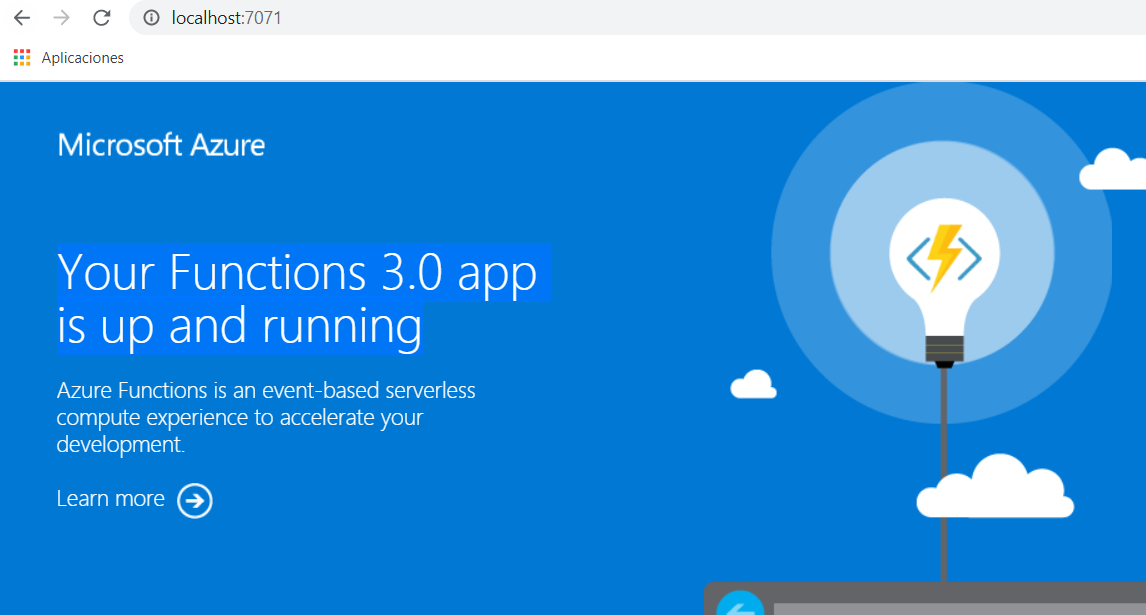 localhost:7071
Aplicaciones
Microsoft Azure
Your Functions 3.0 app
is up and running
Azure Functions is an event-based serverless
compute experience to accelerate your
development.
Learn more